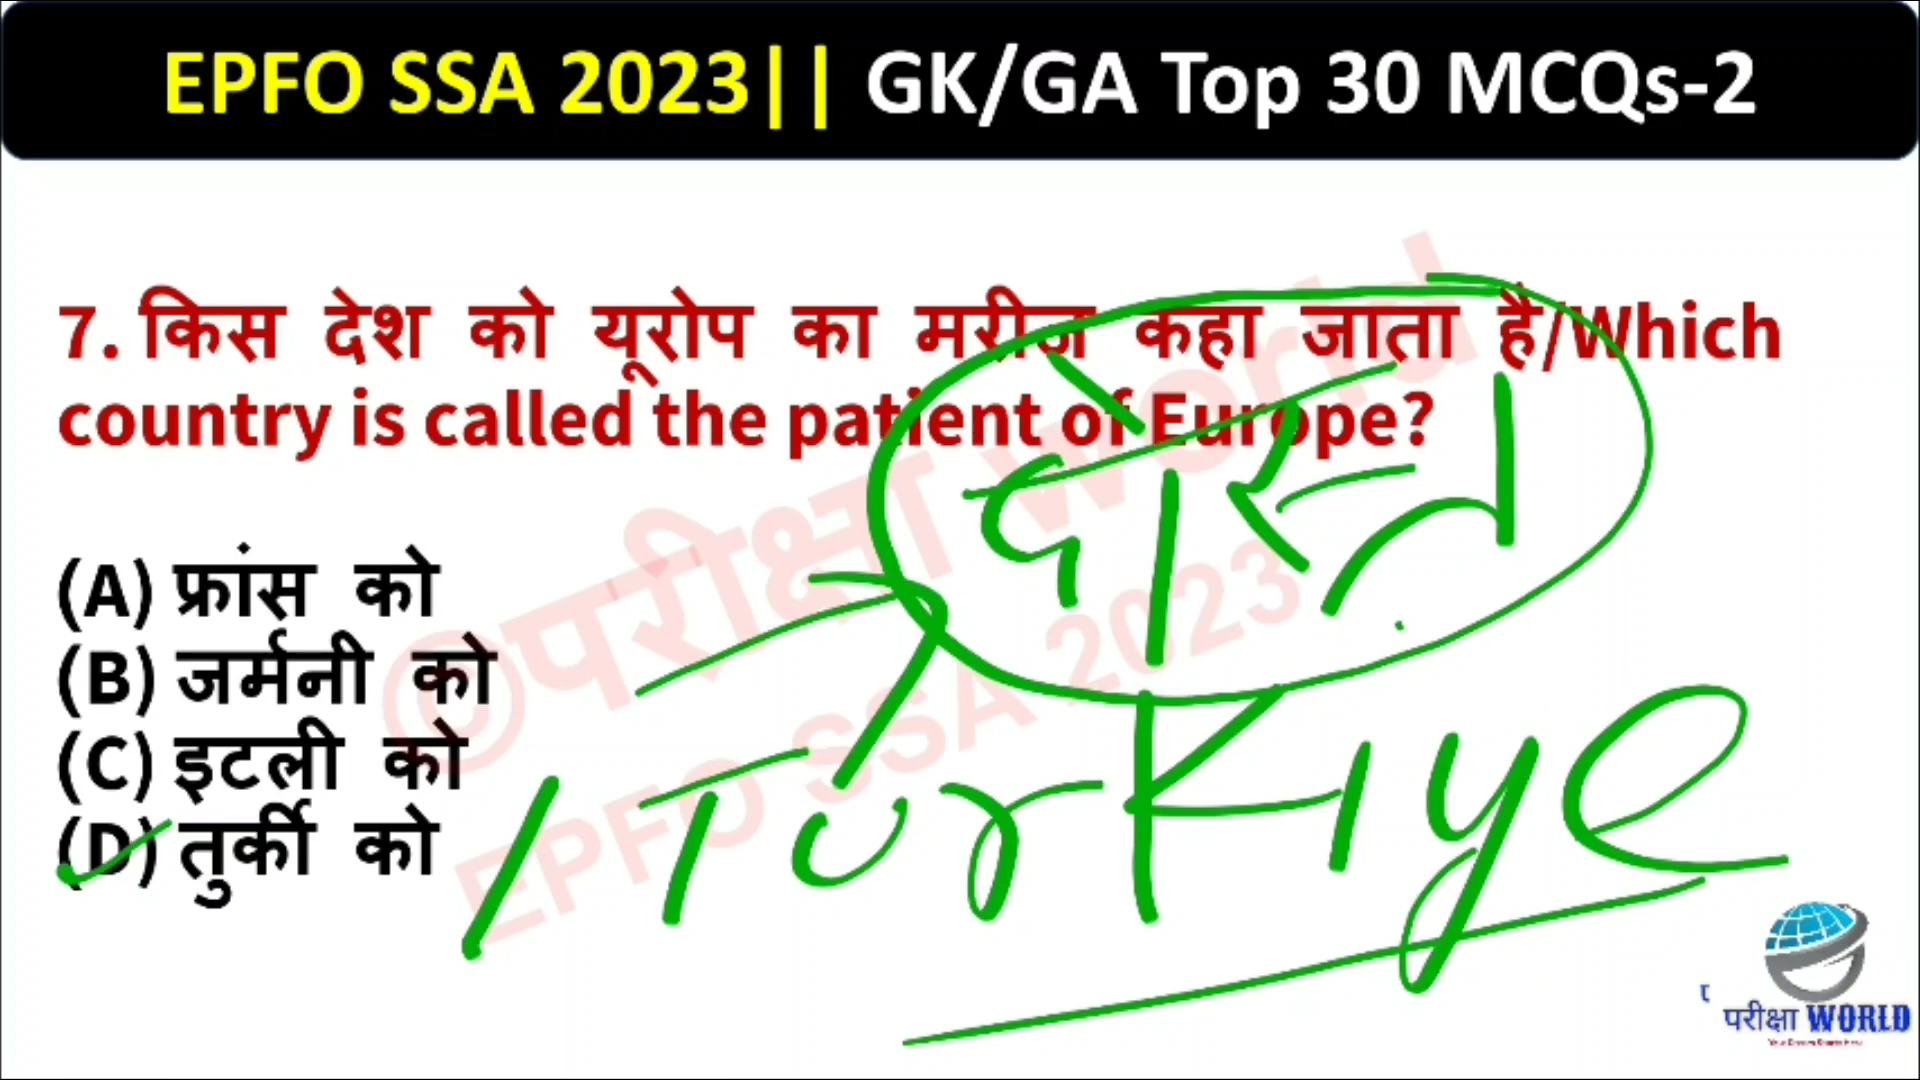 EPFO SSA 2023|| GK/GA Top 30 MCQs-2
7. किस देश को यूरोप का मरीज कहा जाता है/Which
country is called the patient of Europe?
(A) फ्रांस को
(B) जर्मनी को
(C) इटली को
(D) तुर्की को
दोस्त
Turkiye
©परीक्षा World
EPFO SSA 2023
परीक्षा WORLD